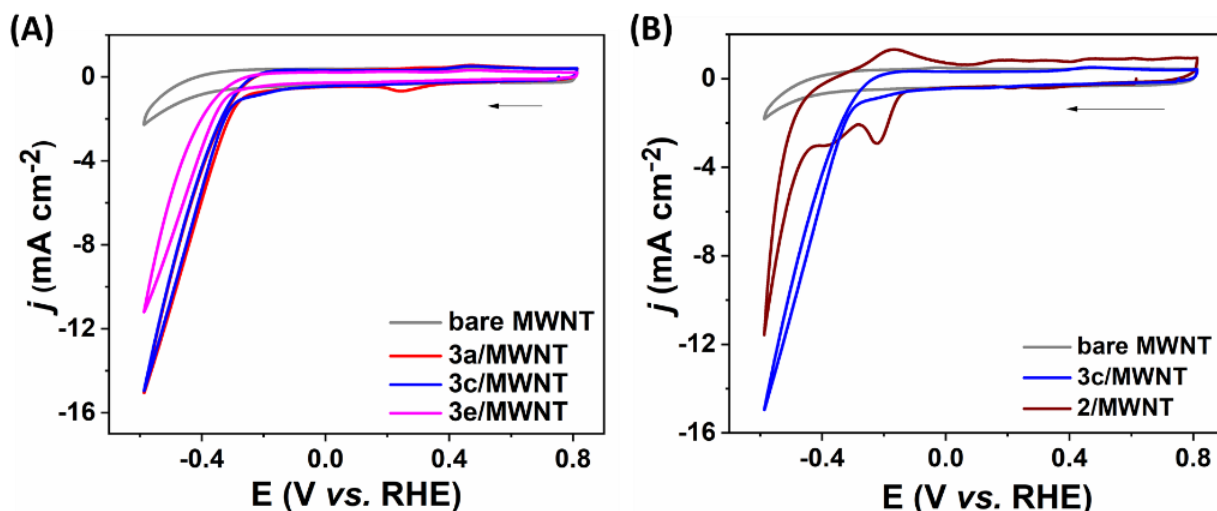 (A)
0
-4
-8
-12
-16
j (mA cm-2)
-0.4
0.0
0.4
0.8
E (V vs. RHE)
bare MWNT
3a/MWNT
3c/MWNT
3e/MWNT
(B)
0
-4
-8
-12
-16
j (mA cm-2)
-0.4
0.0
0.4
0.8
E (V vs. RHE)
bare MWNT
3c/MWNT
2/MWNT